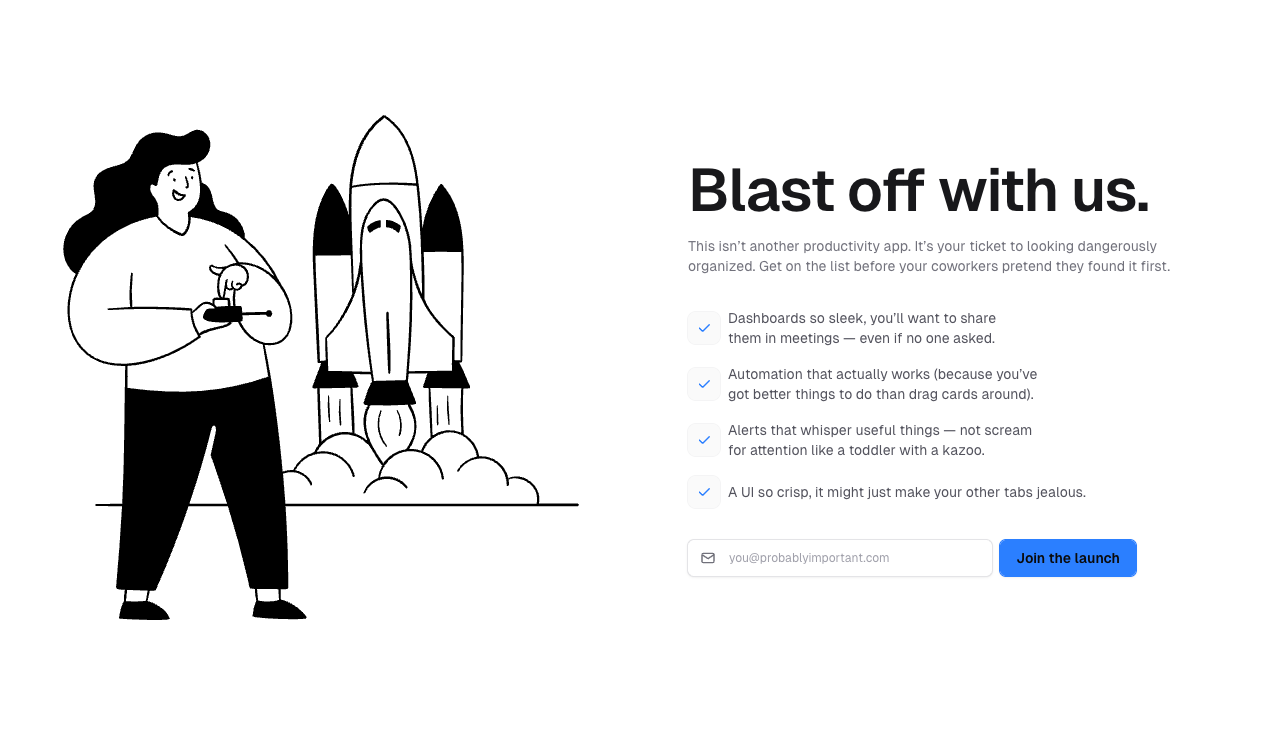 Blast off with us.
This isn’t another productivity app. It’s your ticket to looking dangerously
organized. Get on the list before your coworkers pretend they found it first.
Dashboards so sleek, you’ll want to share
them in meetings — even if no one asked.
Automation that actually works (because you’ve
got better things to do than drag cards around).
Alerts that whisper useful things — not scream
for attention like a toddler with a kazoo.
A UI so crisp, it might just make your other tabs jealous.
you@probablyimportant.com
Join the launch